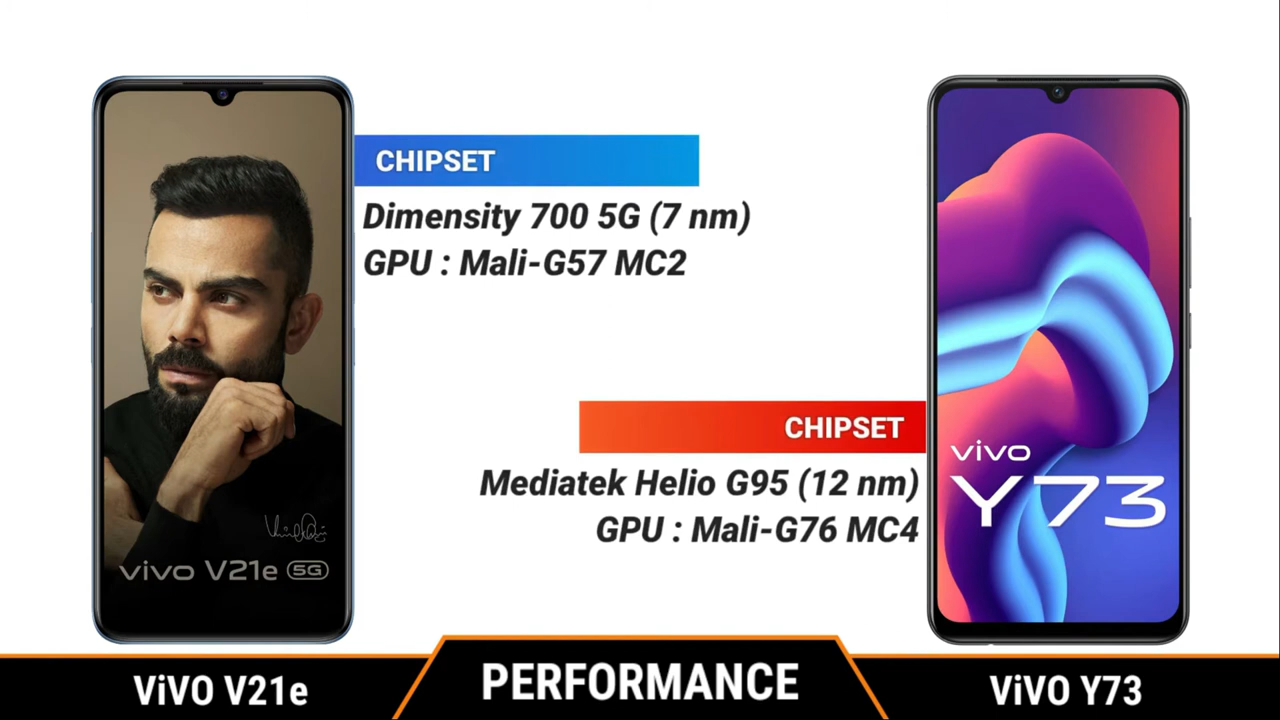 CHIPSET
Dimensity 700 5G (7 nm)
GPU : Mali-G57 MC2
CHIPSET
Mediatek Helio G95 (12 nm)
GPU : Mali-G76 MC4
vivo
Y73
vivo V21e 5G
ViVO V21e
PERFORMANCE
ViVO Y73